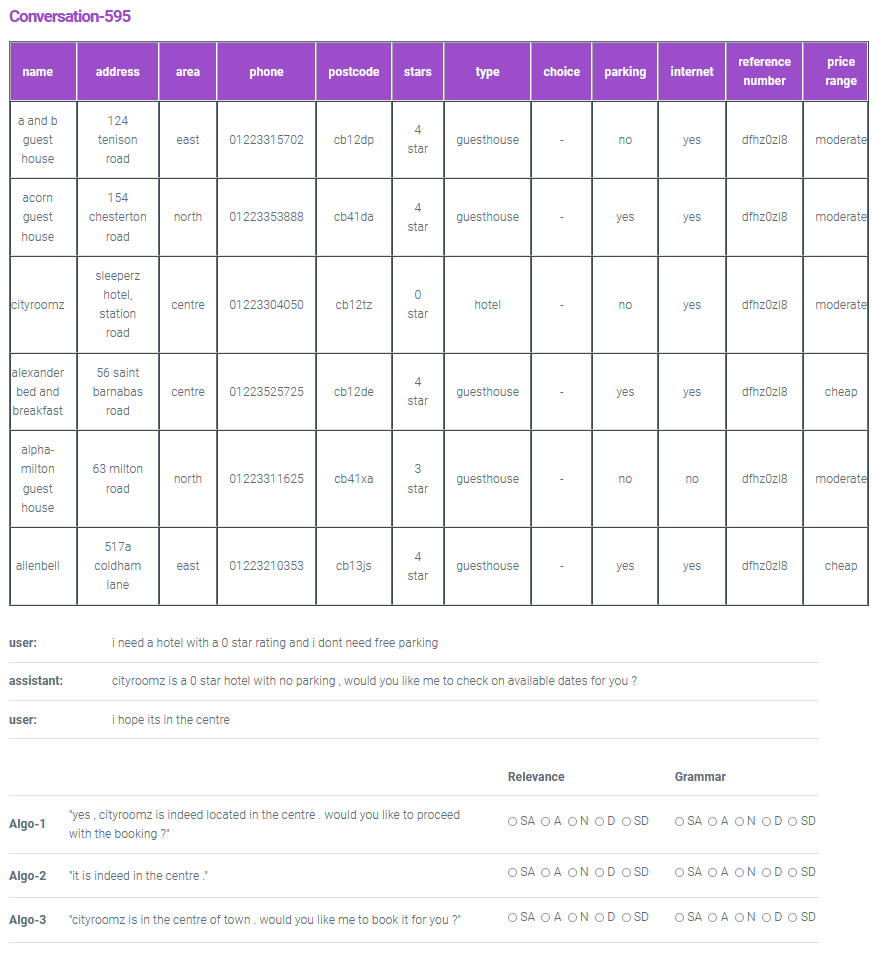 Conversation-595
name address area phone postcode stars type choice parking internet reference number price range
a and b guest house 124 tenison road east 01223315702 cb12dp 4 star guesthouse - no yes dfhz0zl8 moderate
acorn guest house 154 chesterton road north 01223353888 cb41da 4 star guesthouse - yes yes dfhz0zl8 moderate
cityroomz sleeperz hotel, station road centre 01223304050 cb12tz 0 star hotel - no yes dfhz0zl8 moderate
alexander bed and breakfast 56 saint barnabas road centre 01223525725 cb12de 4 star guesthouse - yes yes dfhz0zl8 cheap
alpha-milton guest house 63 milton road north 01223311625 cb41xa 3 star guesthouse - no no dfhz0zl8 moderate
allenbell 517a coldham lane east 01223210353 cb13js 4 star guesthouse - yes yes dfhz0zl8 cheap
user: i need a hotel with a 0 star rating and i dont need free parking
assistant: cityroomz is a 0 star hotel with no parking , would you like me to check on available dates for you ?
user: i hope its in the centre
Relevance Grammar
Algo-1 "yes , cityroomz is indeed located in the centre . would you like to proceed
with the booking ?" SA A N D SD SA A N D SD
Algo-2 "it is indeed in the centre ." SA A N D SD SA A N D SD
Algo-3 "cityroomz is in the centre of town . would you like me to book it for you ?" SA A N D SD SA A N D SD